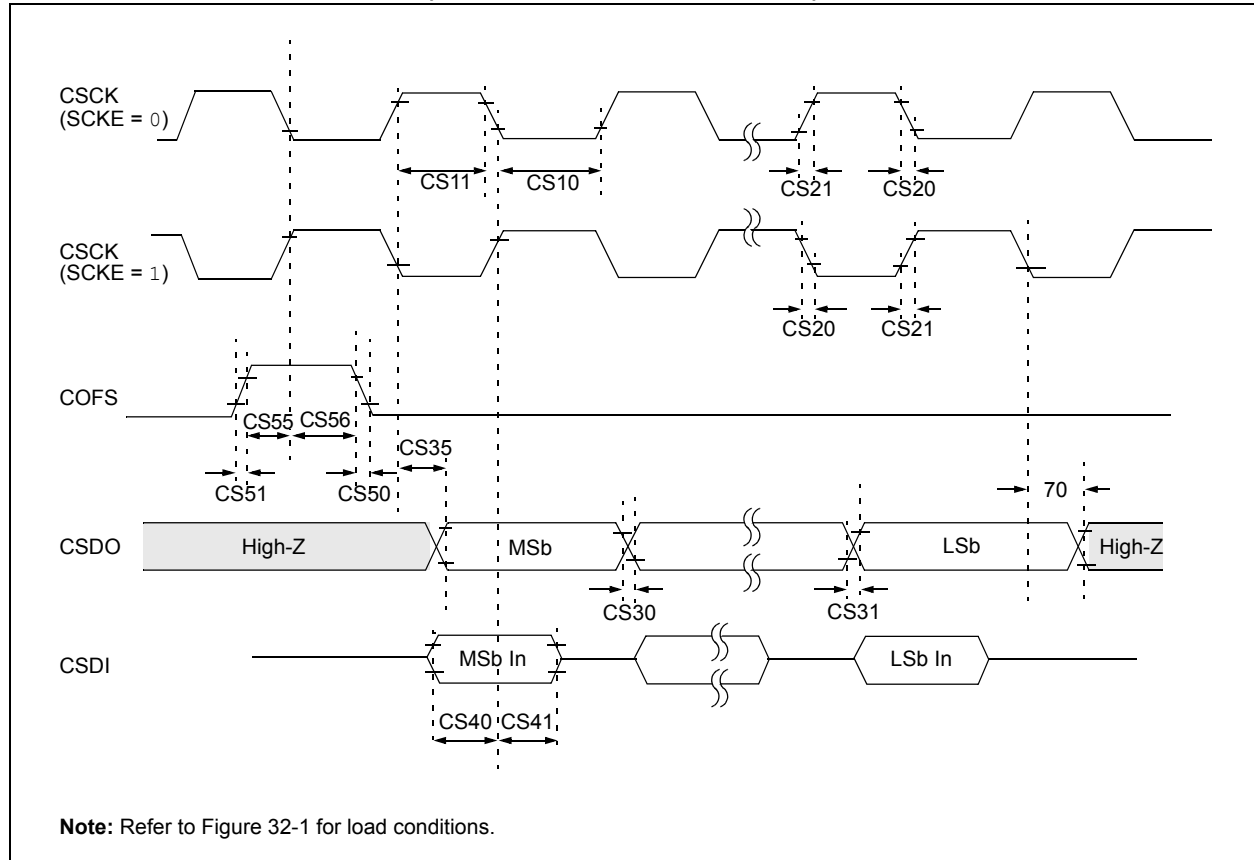 CSCK
(SCKE = 0)
CS11
CS10
CS21
CS20
CSCK
(SCKE = 1)
CS20
CS21
COFS
CS55
CS56
CS35
CS51
CS50
70
CSDO
High-Z
MSb
LSb
High-Z
CS30
CS31
CSDI
MSb In
LSb In
CS40
CS41
Note: Refer to Figure 32-1 for load conditions.